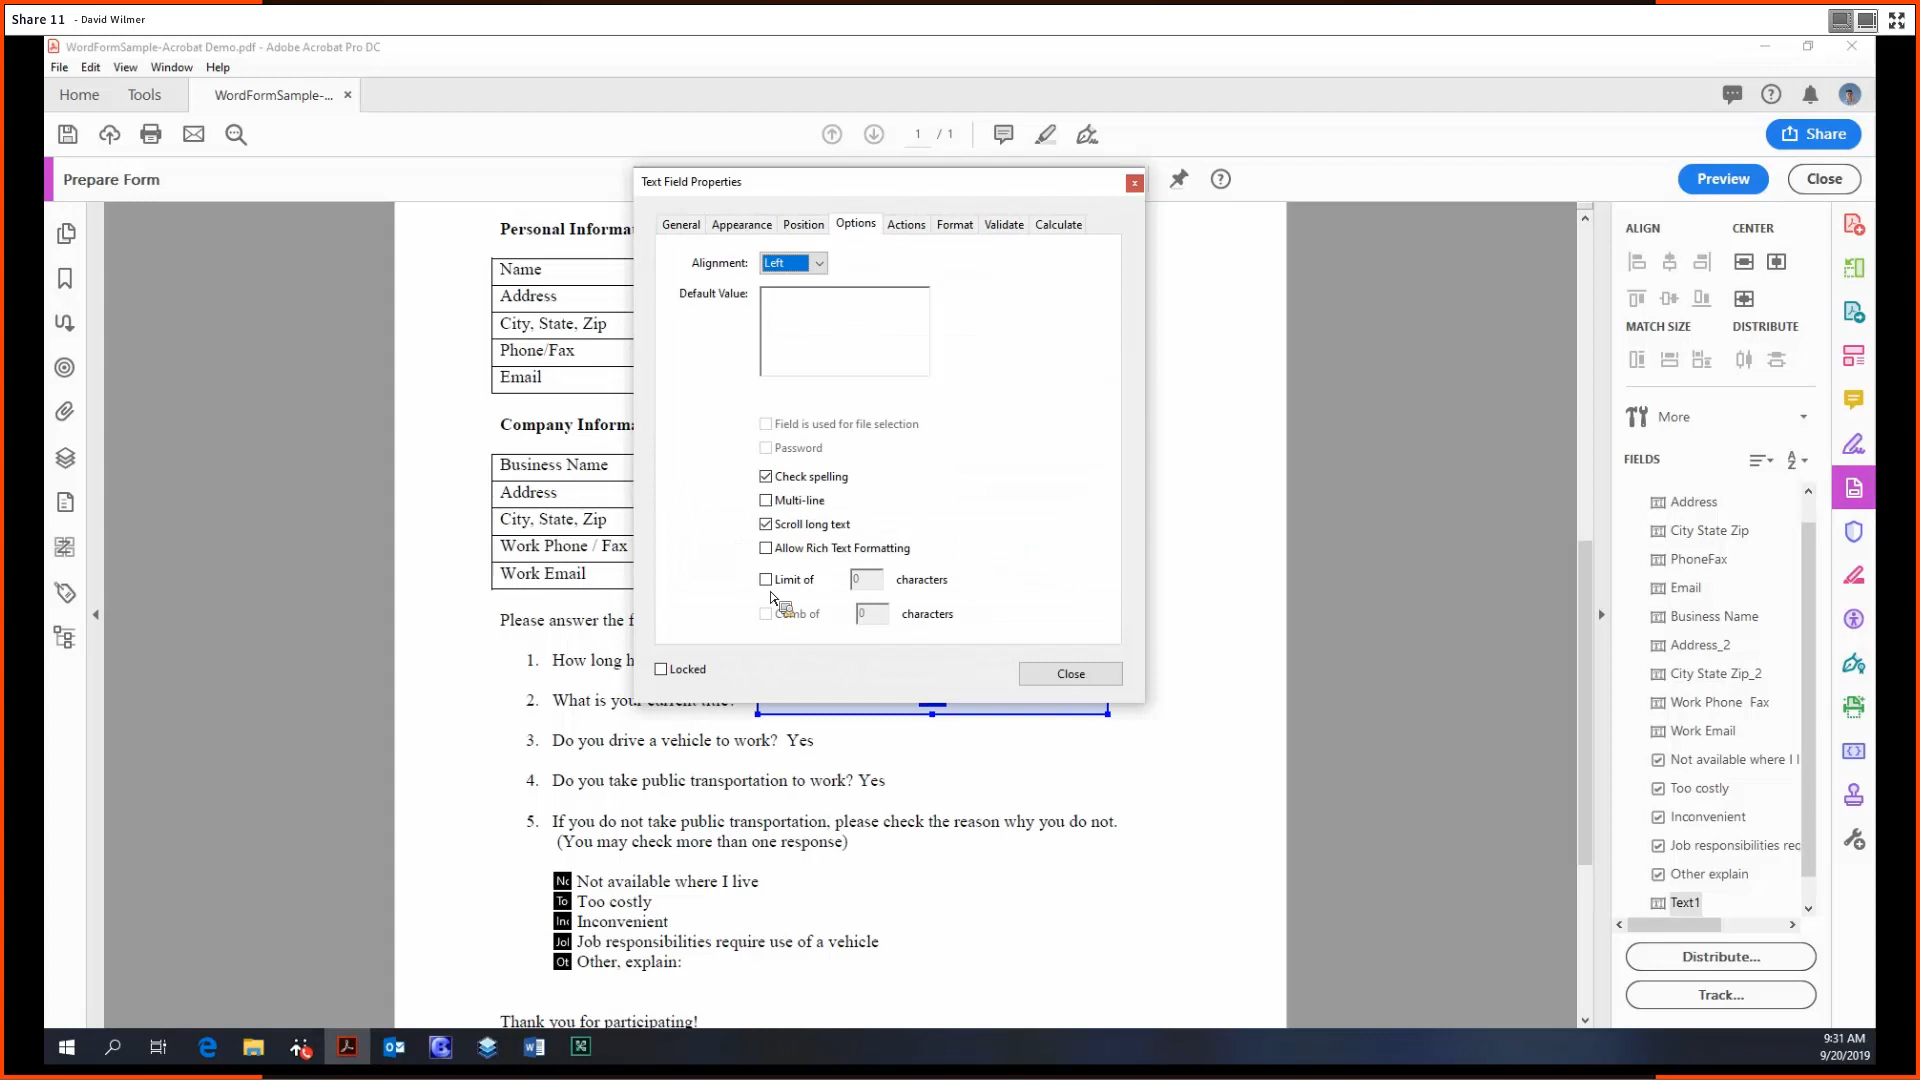 Share 11 - David Wilmer
WordFormSample-Acrobat Demo.pdf - Adobe Acrobat Pro DC
File Edit View Window Help
Home Tools WordFormSample-... ×
1 / 1
Share
Prepare Form
Preview Close
Text Field Properties
General Appearance Position Options Actions Format Validate Calculate
Alignment: Left
Default Value:
Field is used for file selection
Password
Check spelling
Multi-line
Scroll long text
Allow Rich Text Formatting
Limit of 0 characters
Comb of 0 characters
Locked
Close
Personal Informa
Name
Address
City, State, Zip
Phone/Fax
Email
Company Informa
Business Name
Address
City, State, Zip
Work Phone / Fax
Work Email
Please answer the f
1. How long h
2. What is your current title?
3. Do you drive a vehicle to work? Yes
4. Do you take public transportation to work? Yes
5. If you do not take public transportation, please check the reason why you do not.
(You may check more than one response)
No Not available where I live
To Too costly
Inc Inconvenient
Jol Job responsibilities require use of a vehicle
Ot Other, explain:
Thank you for participating!
ALIGN CENTER
MATCH SIZE DISTRIBUTE
More
FIELDS
Address
City State Zip
PhoneFax
Email
Business Name
Address_2
City State Zip_2
Work Phone Fax
Work Email
Not available where I l
Too costly
Inconvenient
Job responsibilities rec
Other explain
Text1
Distribute...
Track...
9:31 AM
9/20/2019